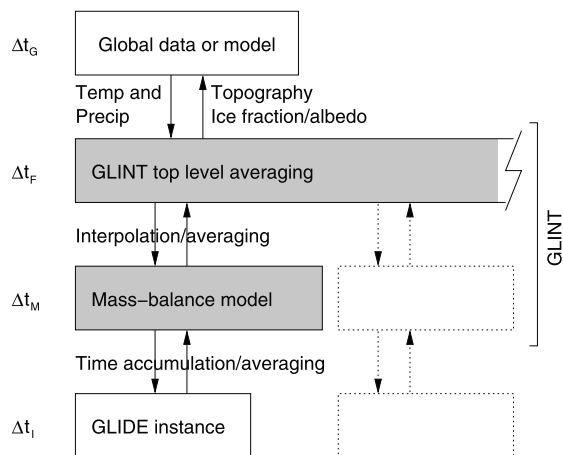 Δt_G
Global data or model
Temp and
Precip
Topography
Ice fraction/albedo
Δt_F
GLINT top level averaging
Interpolation/averaging
GLINT
Δt_M
Mass−balance model
Time accumulation/averaging
Δt_I
GLIDE instance